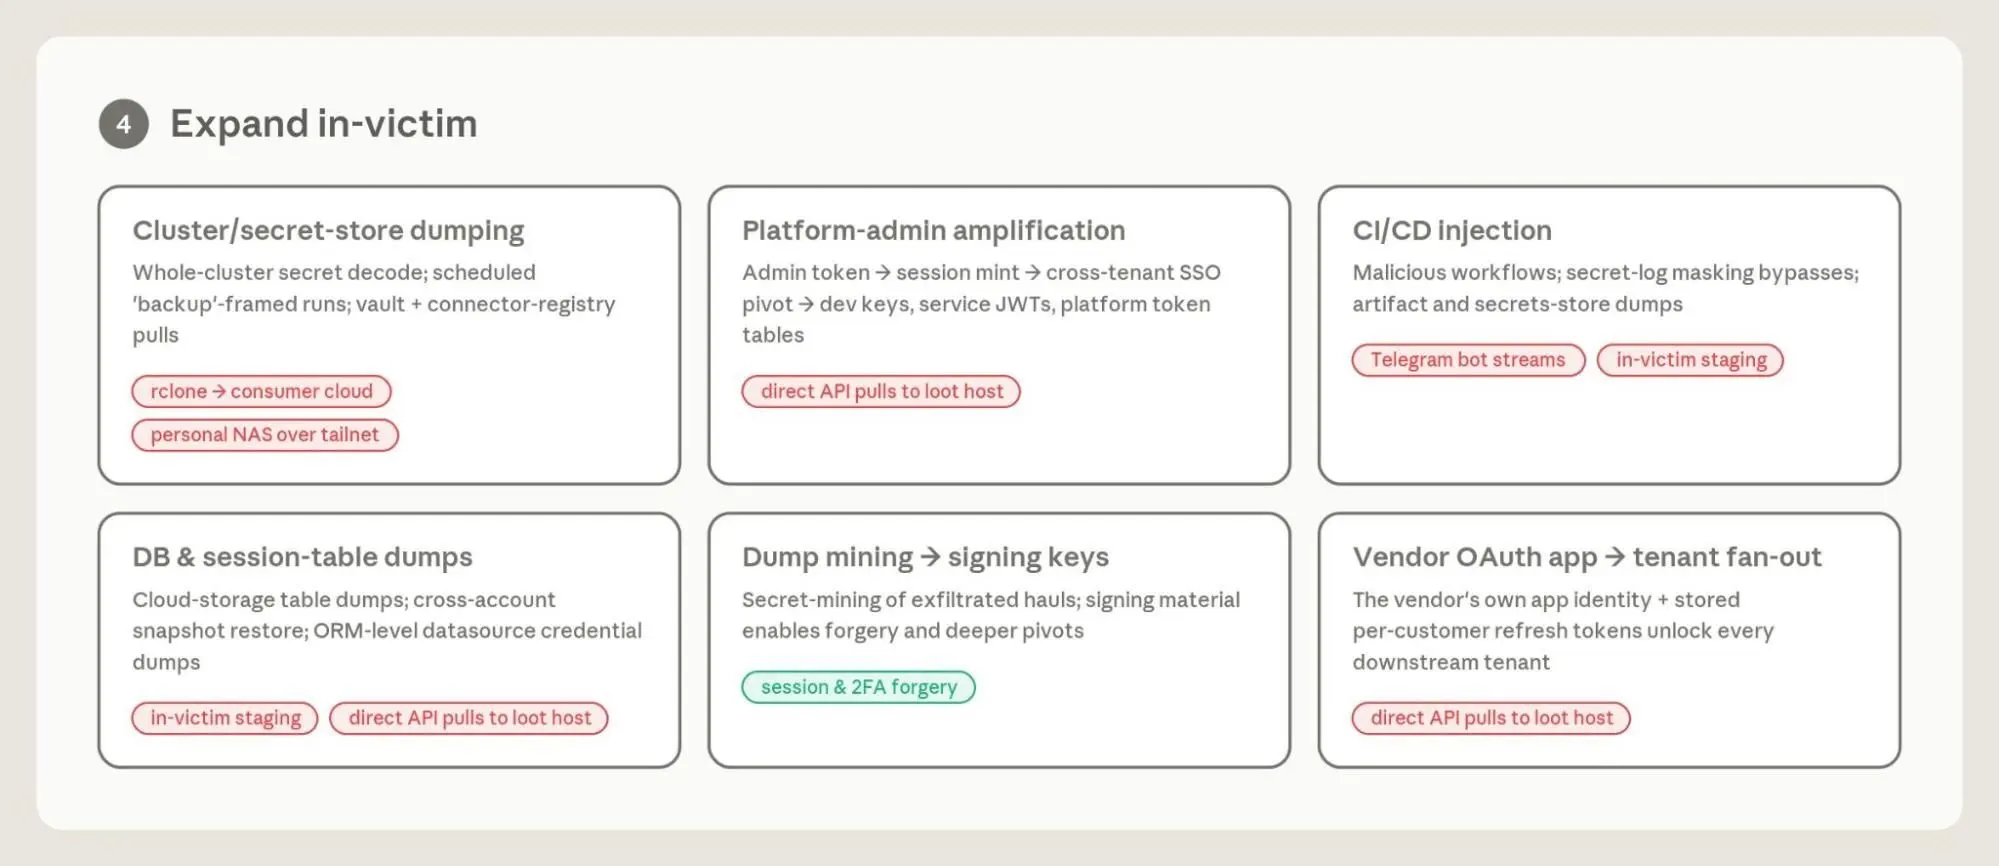 4 Expand in-victim
Cluster/secret-store dumping
Whole-cluster secret decode; scheduled
'backup'-framed runs; vault + connector-registry
pulls
rclone → consumer cloud
personal NAS over tailnet
Platform-admin amplification
Admin token → session mint → cross-tenant SSO
pivot → dev keys, service JWTs, platform token
tables
direct API pulls to loot host
CI/CD injection
Malicious workflows; secret-log masking bypasses;
artifact and secrets-store dumps
Telegram bot streams
in-victim staging
DB & session-table dumps
Cloud-storage table dumps; cross-account
snapshot restore; ORM-level datasource credential
dumps
in-victim staging
direct API pulls to loot host
Dump mining → signing keys
Secret-mining of exfiltrated hauls; signing material
enables forgery and deeper pivots
session & 2FA forgery
Vendor OAuth app → tenant fan-out
The vendor's own app identity + stored
per-customer refresh tokens unlock every
downstream tenant
direct API pulls to loot host